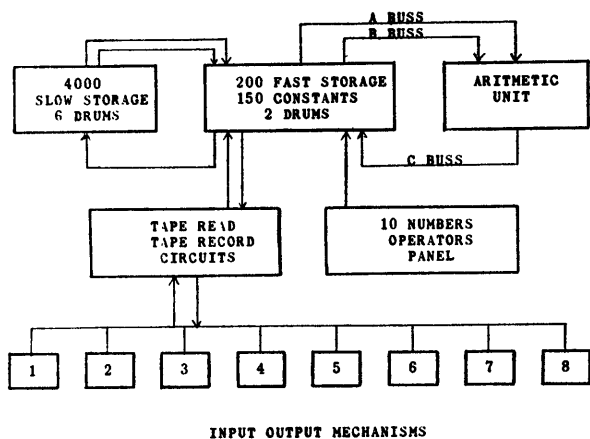 A BUSS
B BUSS
4000
SLOW STORAGE
6 DRUMS
200 FAST STORAGE
150 CONSTANTS
2 DRUMS
ARITMETIC
UNIT
C BUSS
TAPE READ
TAPE RECORD
CIRCUITS
10 NUMBERS
OPERATORS
PANEL
1 2 3 4 5 6 7 8
INPUT OUTPUT MECHANISMS